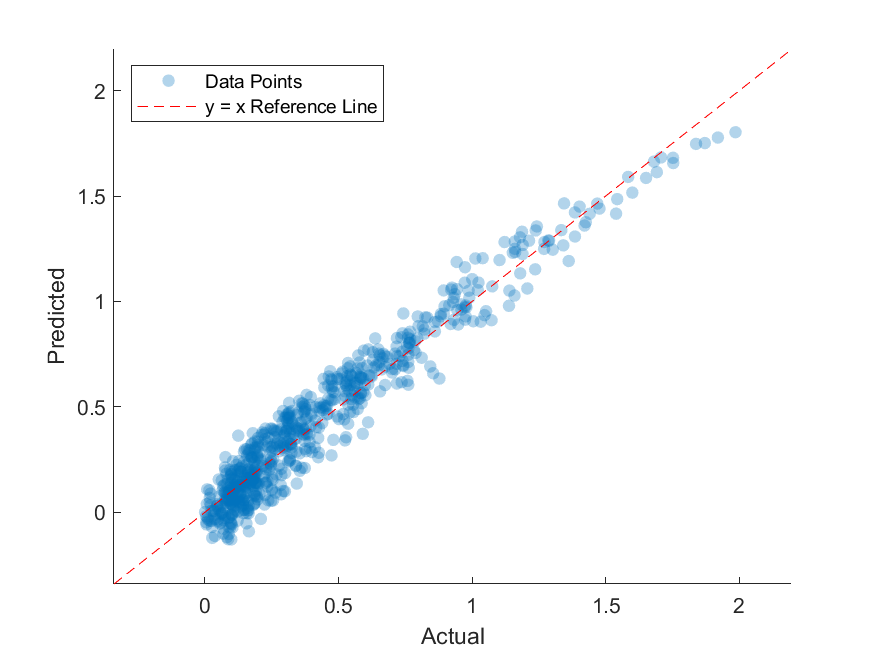 Data Points
y = x Reference Line
2
1.5
1
0.5
0
Predicted
0
0.5
1
1.5
2
Actual